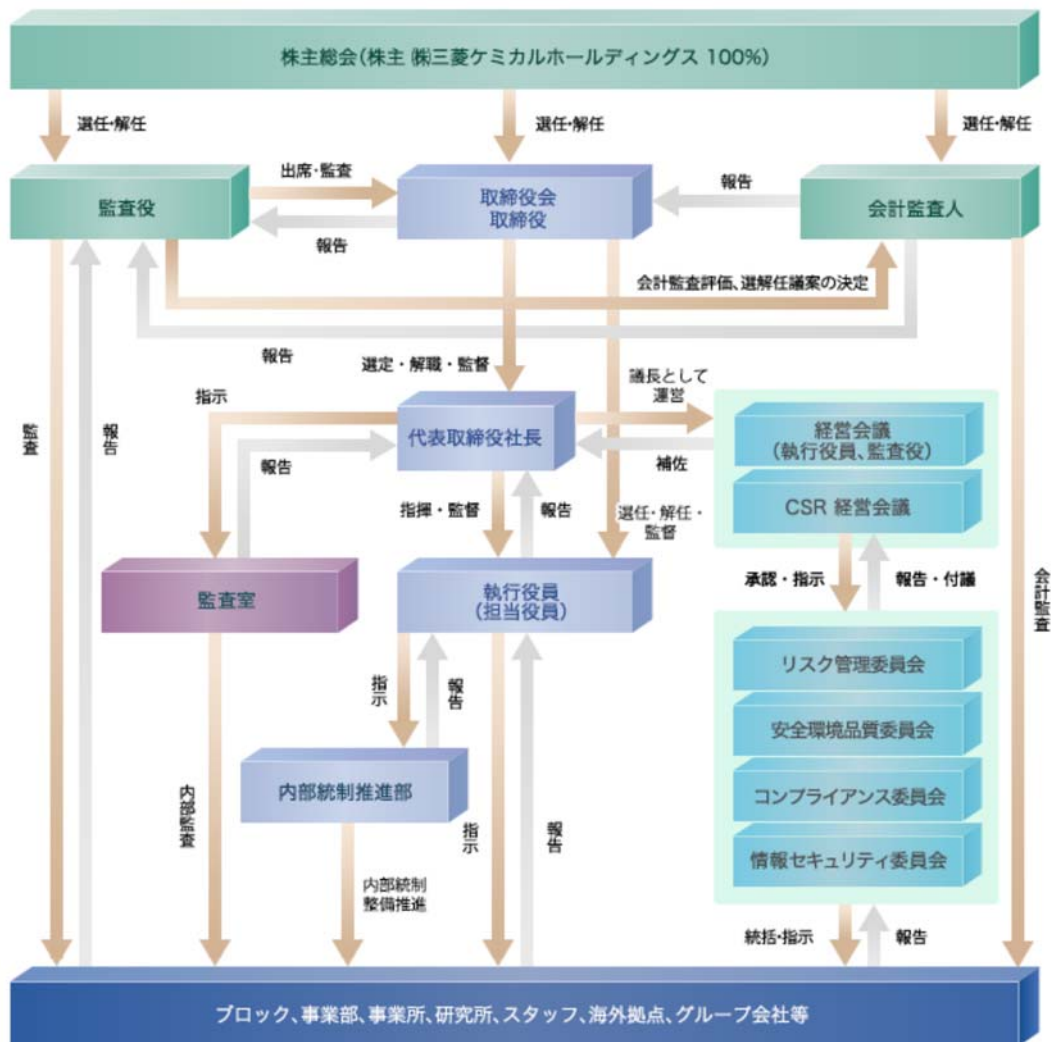 株主総会(株主 ㈱三菱ケミカルホールディングス 100%)
選任・解任
選任・解任
選任・解任
監査役
出席・監査
報告
取締役会
取締役
報告
会計監査人
会計監査評価、選解任議案の決定
報告
選定・解職・監督
監査
報告
指示
報告
代表取締役社長
議長として
運営
補佐
経営会議
(執行役員、監査役)
CSR 経営会議
指揮・監督
報告
選任・解任・
監督
承認・指示
報告・付議
会計監査
監査室
執行役員
(担当役員)
指示
報告
リスク管理委員会
安全環境品質委員会
コンプライアンス委員会
情報セキュリティ委員会
内部統制推進部
内部監査
指示
報告
内部統制
整備推進
統括・指示
報告
ブロック、事業部、事業所、研究所、スタッフ、海外拠点、グループ会社等